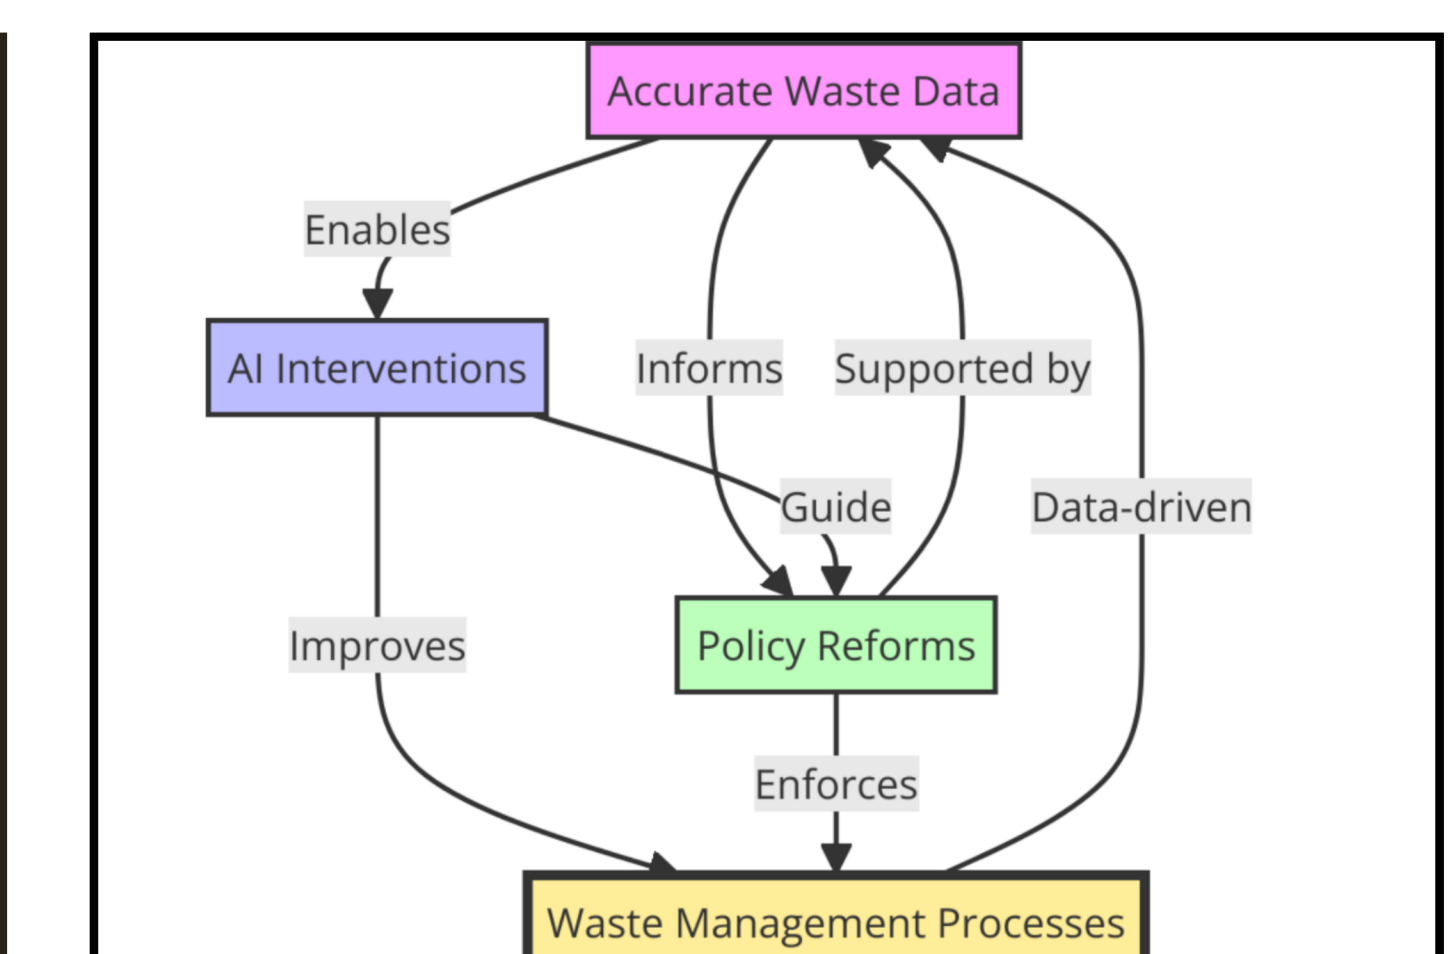 Accurate Waste Data
Enables
AI Interventions
Informs
Supported by
Guide
Data-driven
Improves
Policy Reforms
Enforces
Waste Management Processes